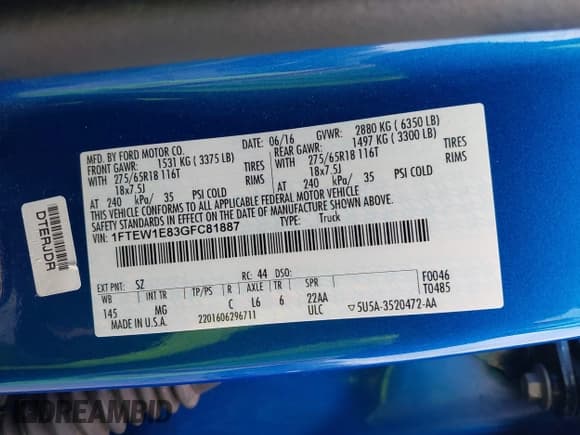 MFD. BY FORD MOTOR CO.
DATE: 06/16 GVWR: 2880 KG ( 6350 LB)
FRONT GAWR: 1531 KG ( 3375 LB)
REAR GAWR: 1497 KG ( 3300 LB)
WITH 275/65R18 116T TIRES
WITH 275/65R18 116T TIRES
18x7.5J RIMS
18x7.5J RIMS
AT 240 kPa/ 35 PSI COLD
AT 240 kPa/ 35 PSI COLD
THIS VEHICLE CONFORMS TO ALL APPLICABLE FEDERAL MOTOR VEHICLE
SAFETY STANDARDS IN EFFECT ON THE DATE OF MANUFACTURE SHOWN ABOVE.
VIN: 1FTEW1E83GFC81887 TYPE: Truck
EXT PNT: SZ RC: 44 DSO: F0046
WB INT TR TP/PS R AXLE TR SPR T0485
145 MG C L6 6 22AA
MADE IN U.S.A. 2201606296711 ULC ▽5U5A-3520472-AA
DTERJDR
DREAMBID